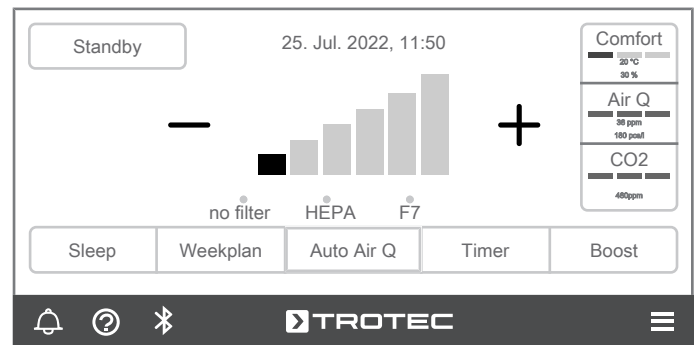 Standby
25. Jul. 2022, 11:50
Comfort
20 °C
30 %
Air Q
36 ppm
180 pcs/l
CO2
460ppm
no filter HEPA F7
Sleep Weekplan Auto Air Q Timer Boost
TROTEC